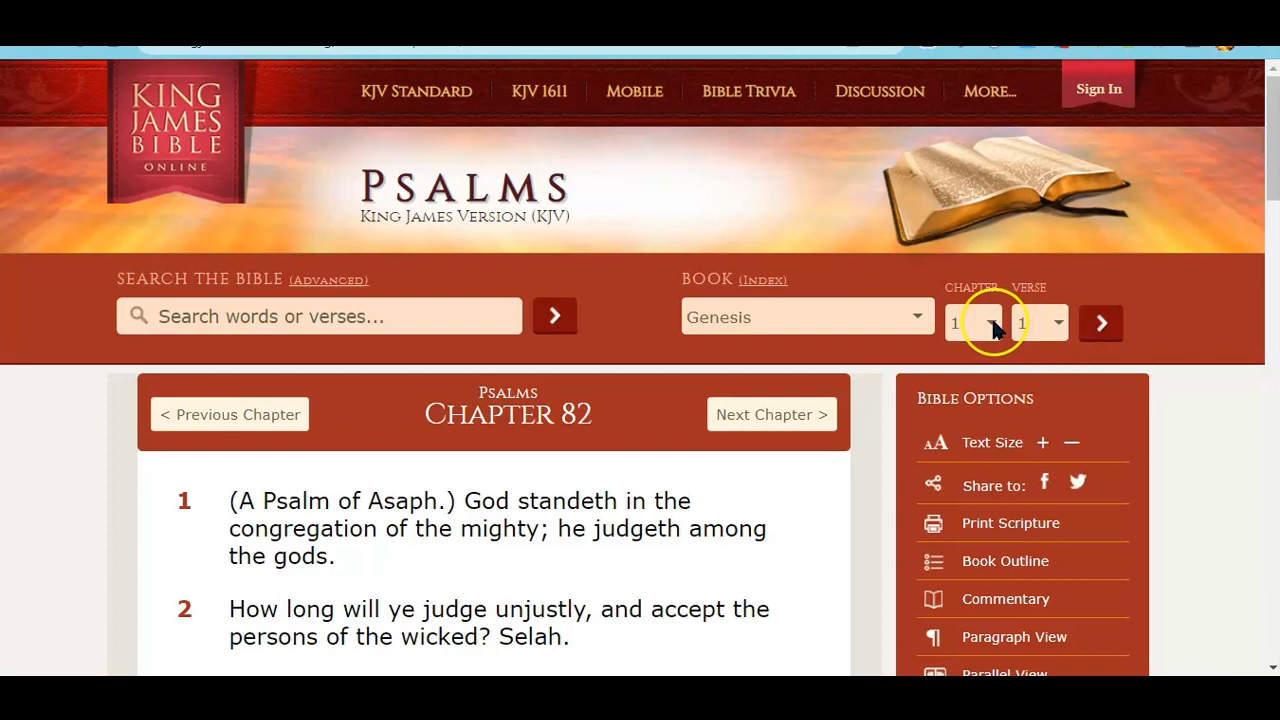 KING
JAMES
BIBLE
ONLINE
KJV STANDARD
KJV 1611
MOBILE
BIBLE TRIVIA
DISCUSSION
MORE...
Sign In
PSALMS
KING JAMES VERSION (KJV)
SEARCH THE BIBLE (ADVANCED)
Search words or verses...
BOOK (INDEX)
Genesis
CHAPTER
VERSE
1
1
< Previous Chapter
PSALMS
CHAPTER 82
Next Chapter >
1 (A Psalm of Asaph.) God standeth in the
congregation of the mighty; he judgeth among
the gods.
2 How long will ye judge unjustly, and accept the
persons of the wicked? Selah.
BIBLE OPTIONS
AA Text Size + —
Share to:
Print Scripture
Book Outline
Commentary
¶ Paragraph View
Parallel View